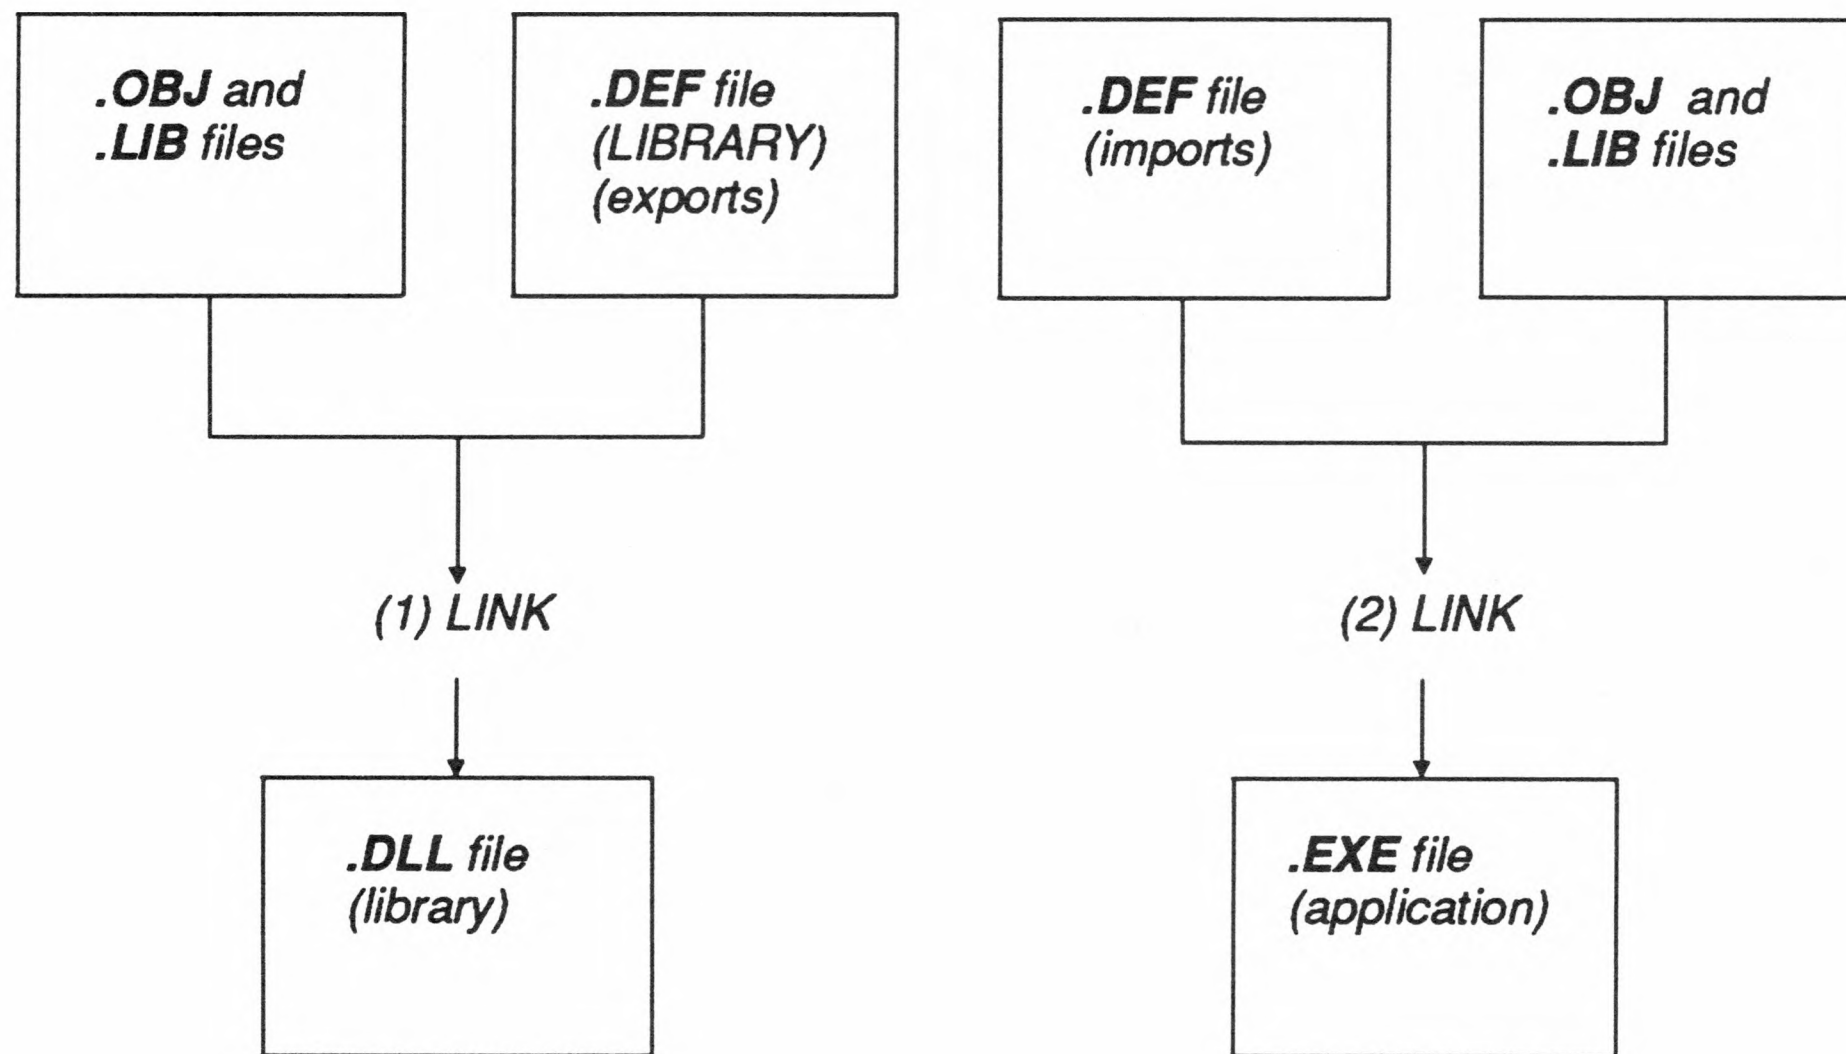 .OBJ and
.LIB files
.DEF file
(LIBRARY)
(exports)
.DEF file
(imports)
.OBJ and
.LIB files
(1) LINK
(2) LINK
.DLL file
(library)
.EXE file
(application)